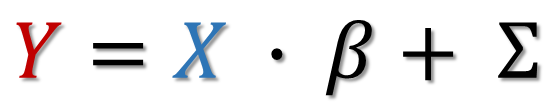 Y = X · β + Σ